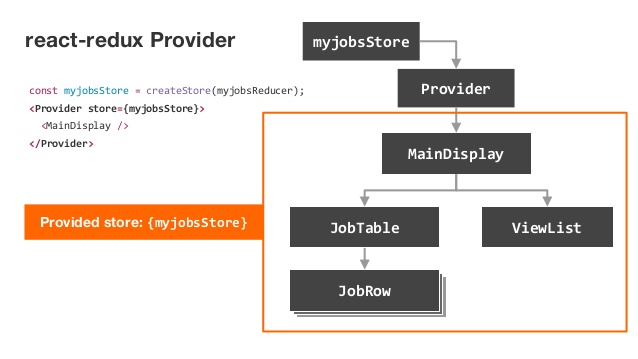 react-redux Provider
const myjobsStore = createStore(myjobsReducer);
<Provider store={myjobsStore}>
<MainDisplay />
</Provider>
Provided store: {myjobsStore}
myjobsStore
Provider
MainDisplay
JobTable
ViewList
JobRow